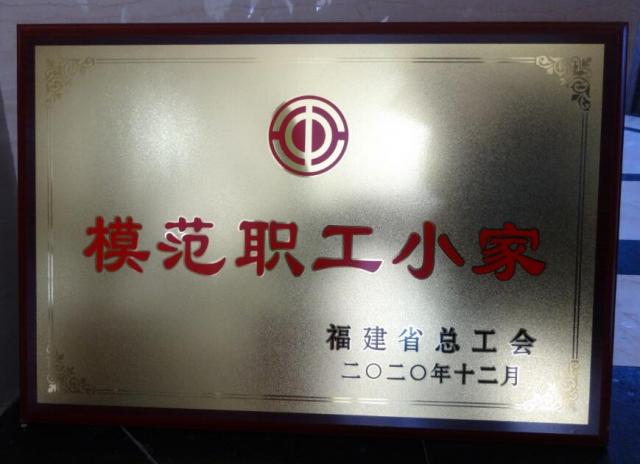 模范职工小家
福建省总工会
二〇二〇年十二月